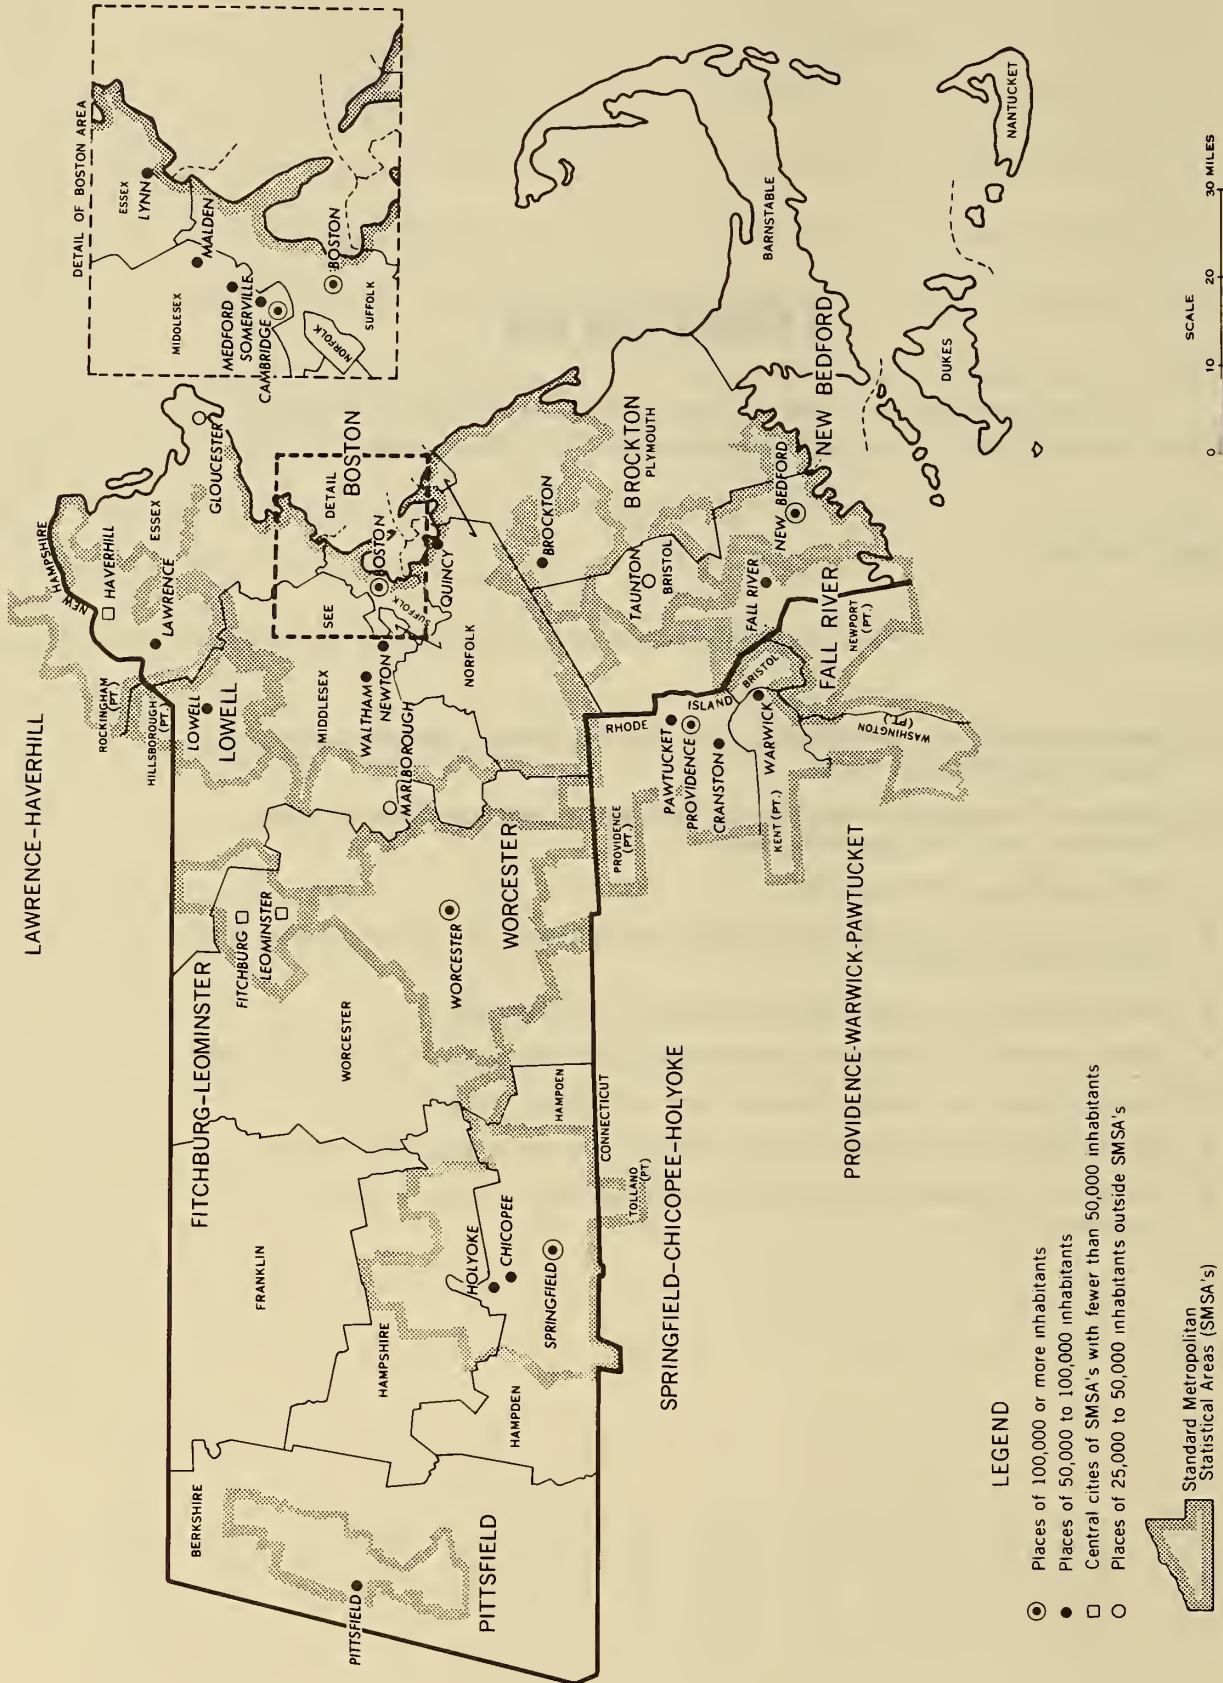 LAWRENCE-HAVERHILL
NEW HAMPSHIRE
ROCKINGHAM
(PT.)
HILLSBOROUGH
(PT.)
HAVERHILL
ESSEX
LAWRENCE
LOWELL
LOWELL
GLOUCESTER
DETAIL OF BOSTON AREA
ESSEX
LYNN
MALDEN
MIDDLESEX
MEDFORD
SOMERVILLE
CAMBRIDGE
BOSTON
NORFOLK
SUFFOLK
SEE
DETAIL
BOSTON
BOSTON
SUFFOLK
QUINCY
MIDDLESEX
WALTHAM
NEWTON
MARLBOROUGH
NORFOLK
FITCHBURG-LEOMINSTER
FITCHBURG
LEOMINSTER
WORCESTER
WORCESTER
WORCESTER
FRANKLIN
HAMPSHIRE
HOLYOKE
CHICOPEE
SPRINGFIELD
HAMPDEN
HAMPDEN
BERKSHIRE
PITTSFIELD
PITTSFIELD
CONNECTICUT
TOLLAND
(PT)
SPRINGFIELD-CHICOPEE-HOLYOKE
BROCKTON
BROCKTON
PLYMOUTH
TAUNTON
BRISTOL
NEW BEDFORD
NEW BEDFORD
FALL RIVER
FALL RIVER
NEWPORT
(PT.)
RHODE ISLAND
BRISTOL
PAWTUCKET
PROVIDENCE
CRANSTON
WARWICK
PROVIDENCE
(PT.)
KENT (PT.)
WASHINGTON
(PT.)
PROVIDENCE-WARWICK-PAWTUCKET
BARNSTABLE
DUKES
NANTUCKET
SCALE
0 10 20 30 MILES
LEGEND
Places of 100,000 or more inhabitants
Places of 50,000 to 100,000 inhabitants
Central cities of SMSA's with fewer than 50,000 inhabitants
Places of 25,000 to 50,000 inhabitants outside SMSA's
Standard Metropolitan
Statistical Areas (SMSA's)